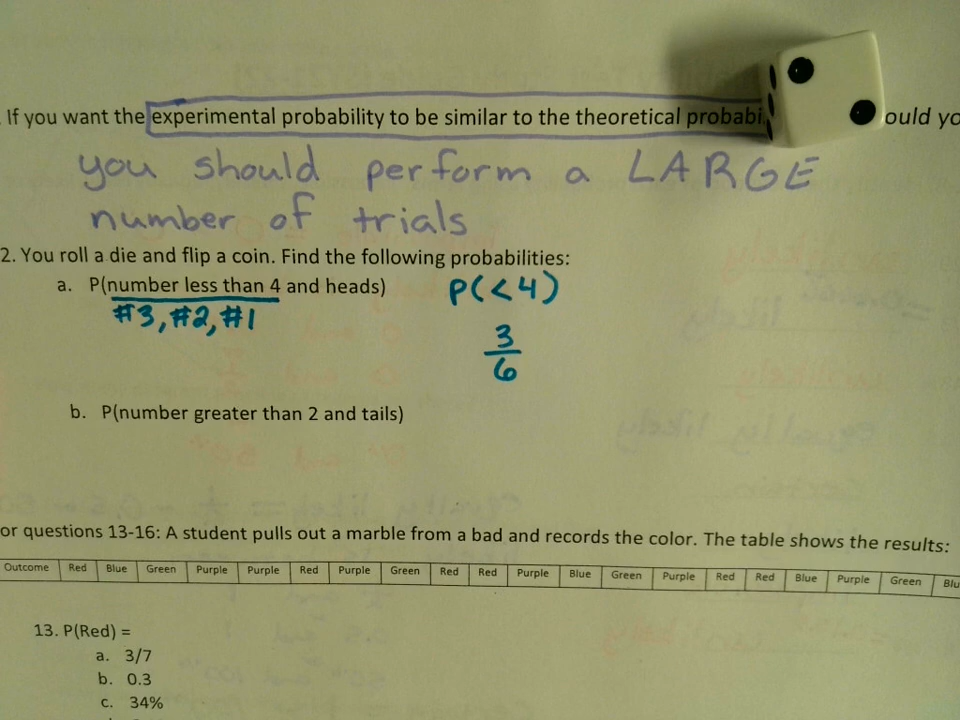 If you want the experimental probability to be similar to the theoretical probabi ould yo
you should perform a LARGE
number of trials
2. You roll a die and flip a coin. Find the following probabilities:
a. P(number less than 4 and heads) P(<4)
#3, #2, #1
3
6
b. P(number greater than 2 and tails)
or questions 13-16: A student pulls out a marble from a bad and records the color. The table shows the results:
Outcome Red Blue Green Purple Purple Red Purple Green Red Red Purple Blue Green Purple Red Red Blue Purple Green Blu
13. P(Red) =
a. 3/7
b. 0.3
c. 34%